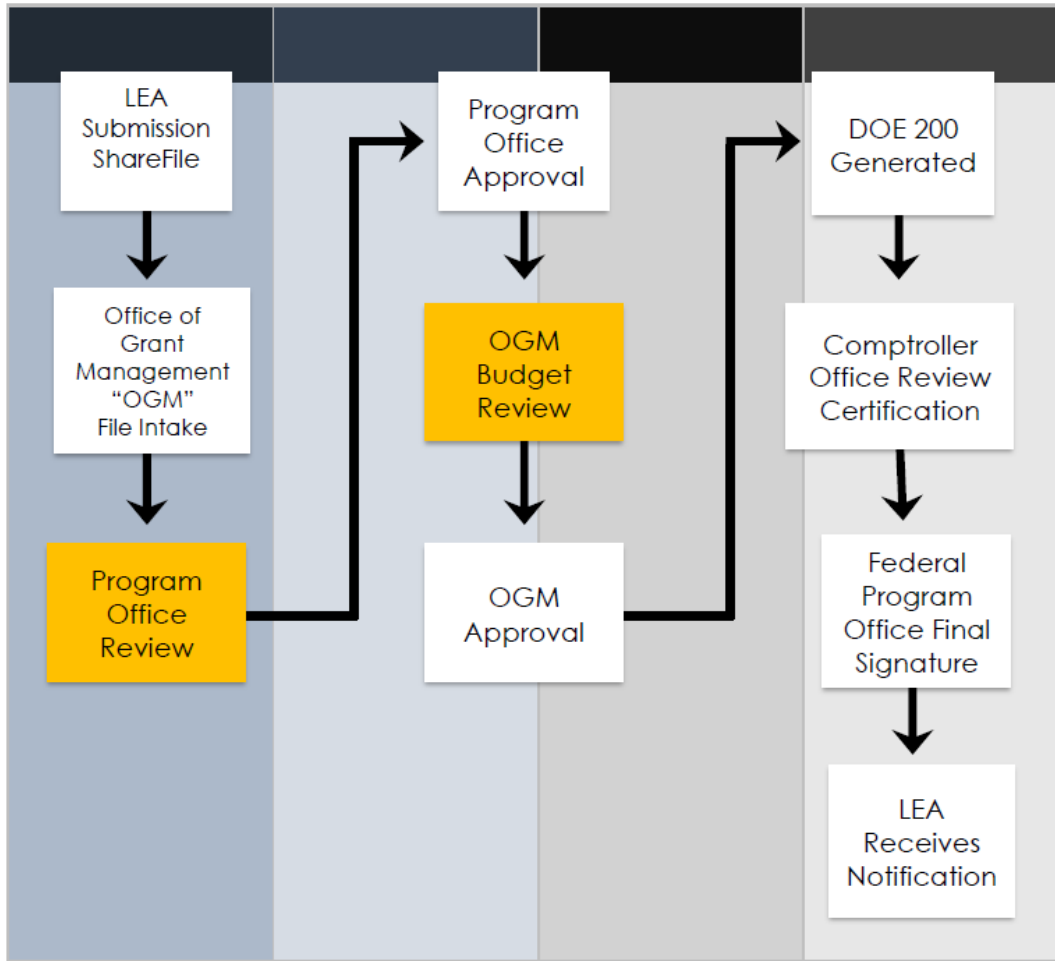 LEA
Submission
ShareFile
Office of
Grant
Management
“OGM”
File Intake
Program
Office
Review
Program
Office
Approval
OGM
Budget
Review
OGM
Approval
DOE 200
Generated
Comptroller
Office Review
Certification
Federal
Program
Office Final
Signature
LEA
Receives
Notification